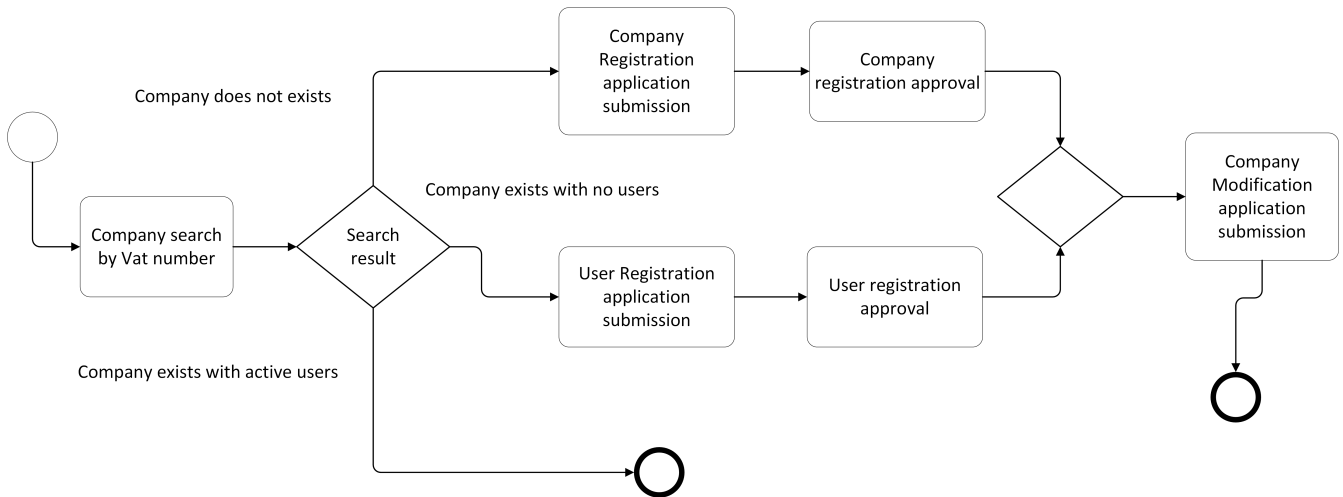 Company
Registration
application
submission
Company
registration approval
Company does not exists
Company
Modification
application
submission
Company exists with no users
Company search
by Vat number
Search
result
User Registration
application
submission
User registration
approval
Company exists with active users